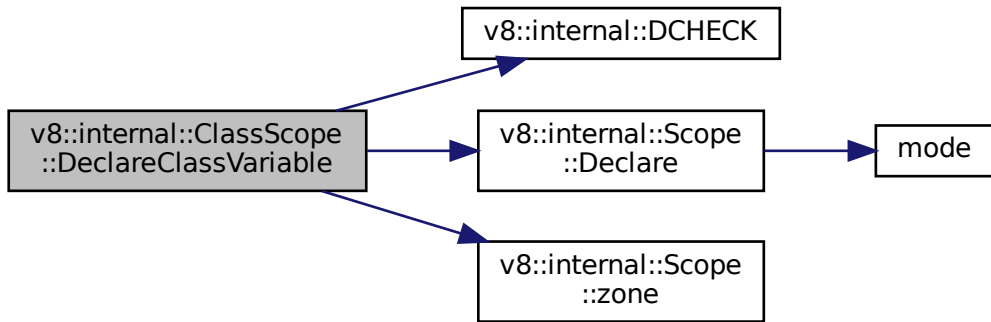 v8::internal::DCHECK
v8::internal::ClassScope
::DeclareClassVariable
v8::internal::Scope
::Declare
mode
v8::internal::Scope
::zone